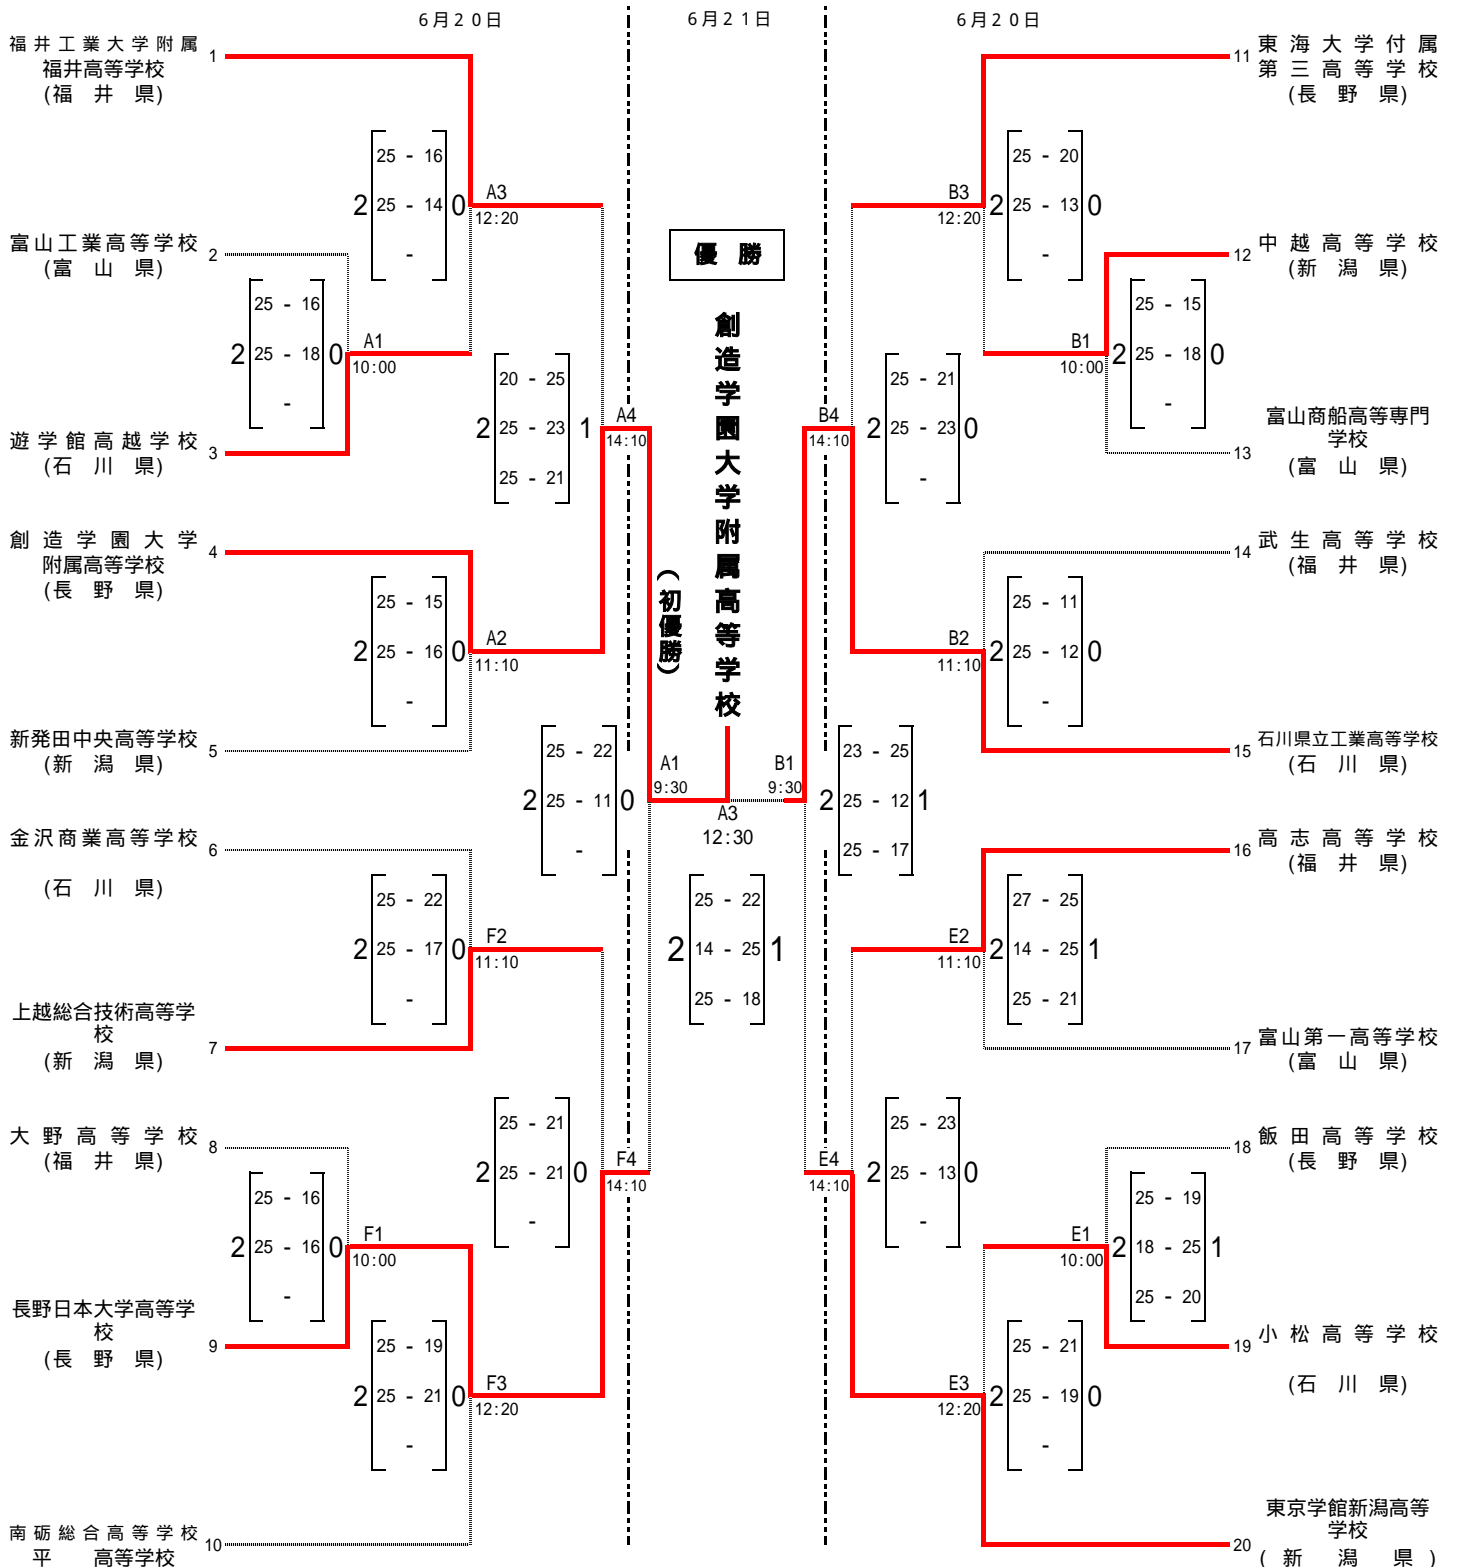 6月20日
6月21日
6月20日
福井工業大学附属
福井高等学校
(福井県)
1
富山工業高等学校
(富山県)
2
遊学館高越学校
(石川県)
3
創造学園大学
附属高等学校
(長野県)
4
新発田中央高等学校
(新潟県)
5
金沢商業高等学校
(石川県)
6
上越総合技術高等学
校
(新潟県)
7
大野高等学校
(福井県)
8
長野日本大学高等学
校
(長野県)
9
南砺総合高等学校
平 高等学校
10
25 - 16
2 25 - 14 0
-
A3
12:20
25 - 16
2 25 - 18 0
-
A1
10:00
20 - 25
2 25 - 23 1
25 - 21
A4
14:10
25 - 15
2 25 - 16 0
-
A2
11:10
25 - 22
2 25 - 11 0
-
A1
9:30
25 - 22
2 25 - 17 0
-
F2
11:10
25 - 21
2 25 - 21 0
-
F4
14:10
25 - 16
2 25 - 16 0
-
F1
10:00
25 - 19
2 25 - 21 0
-
F3
12:20
優勝
創造学園大学附属高等学校
(初優勝)
A3
12:30
25 - 22
2 14 - 25 1
25 - 18
B3
12:20
25 - 20
2 25 - 13 0
-
B1
10:00
25 - 15
2 25 - 18 0
-
B4
14:10
25 - 21
2 25 - 23 0
-
B2
11:10
25 - 11
2 25 - 12 0
-
B1
9:30
23 - 25
2 25 - 12 1
25 - 17
E2
11:10
27 - 25
2 14 - 25 1
25 - 21
E4
14:10
25 - 23
2 25 - 13 0
-
E1
10:00
25 - 19
2 18 - 25 1
25 - 20
E3
12:20
25 - 21
2 25 - 19 0
-
11
東海大学付属
第三高等学校
(長野県)
12
中越高等学校
(新潟県)
13
富山商船高等専門
学校
(富山県)
14
武生高等学校
(福井県)
15
石川県立工業高等学校
(石川県)
16
高志高等学校
(福井県)
17
富山第一高等学校
(富山県)
18
飯田高等学校
(長野県)
19
小松高等学校
(石川県)
20
東京学館新潟高等
学校
(新潟県)